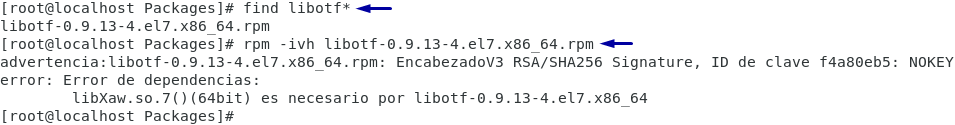 [root@localhost Packages]# find libotf*
libotf-0.9.13-4.el7.x86_64.rpm
[root@localhost Packages]# rpm -ivh libotf-0.9.13-4.el7.x86_64.rpm
advertencia:libotf-0.9.13-4.el7.x86_64.rpm: EncabezadoV3 RSA/SHA256 Signature, ID de clave f4a80eb5: NOKEY
error: Error de dependencias:
        libXaw.so.7()(64bit) es necesario por libotf-0.9.13-4.el7.x86_64
[root@localhost Packages]#